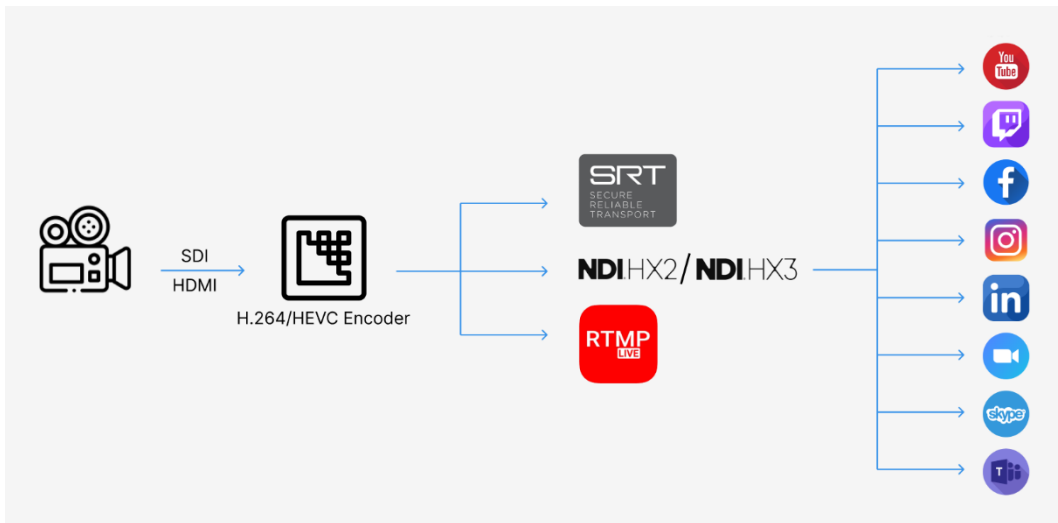 SDI
HDMI
H.264/HEVC Encoder
SRT
SECURE
RELIABLE
TRANSPORT
NDI HX2/NDI HX3
RTMP
LIVE
You
Tube
in
skype
T